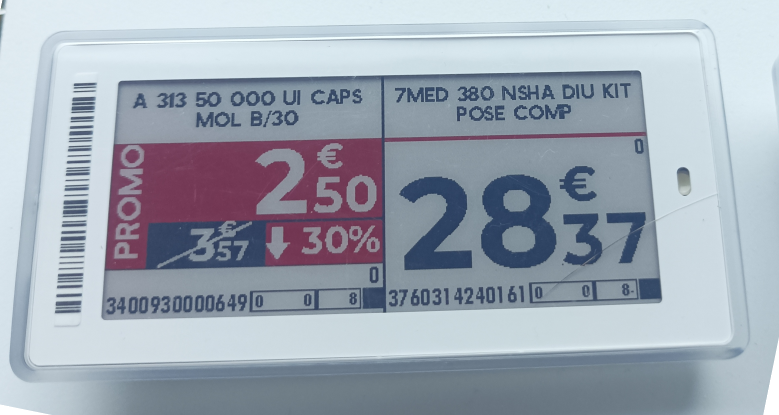 A 313 50 000 UI CAPS
MOL B/30
PROMO
2€50
3€57
30%
0
3400930000649 0 0 8
7MED 380 NSHA DIU KIT
POSE COMP
0
28€37
3760314240161 0 0 8-